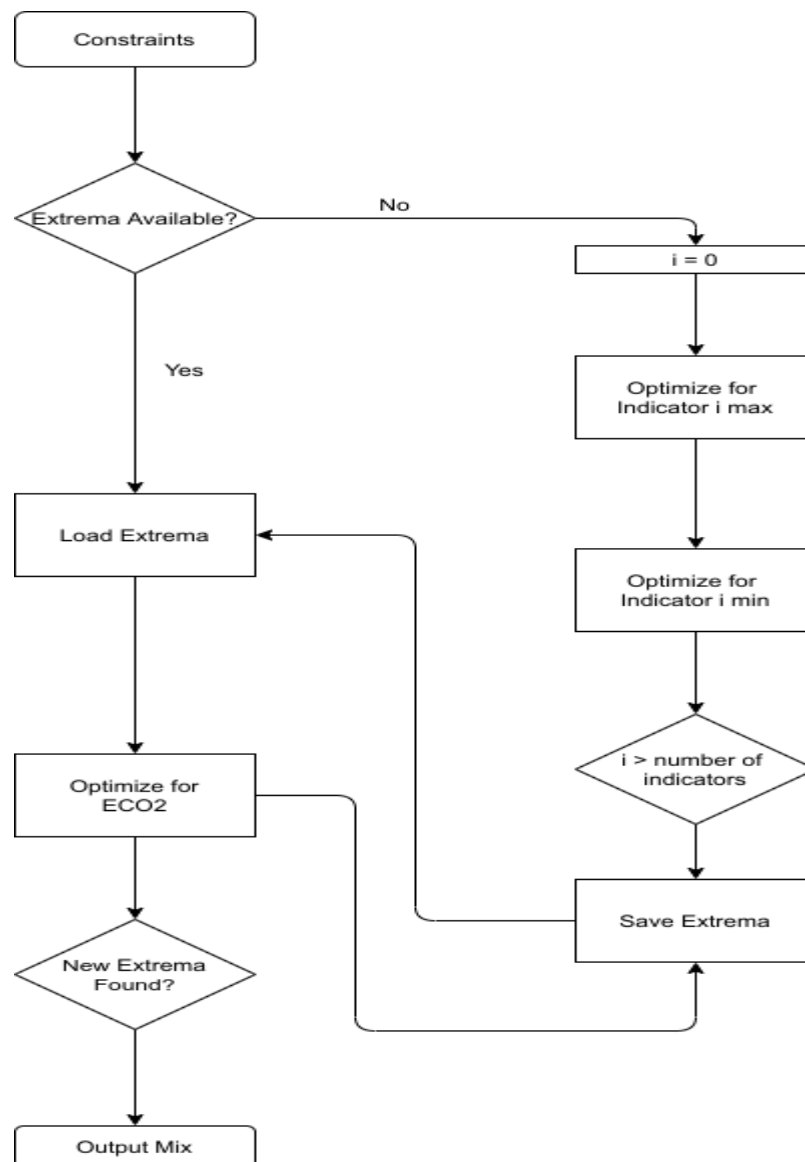 Constraints
Extrema Available?
No
i = 0
Yes
Optimize for
Indicator i max
Load Extrema
Optimize for
Indicator i min
i > number of
indicators
Optimize for
ECO2
Save Extrema
New Extrema
Found?
Output Mix